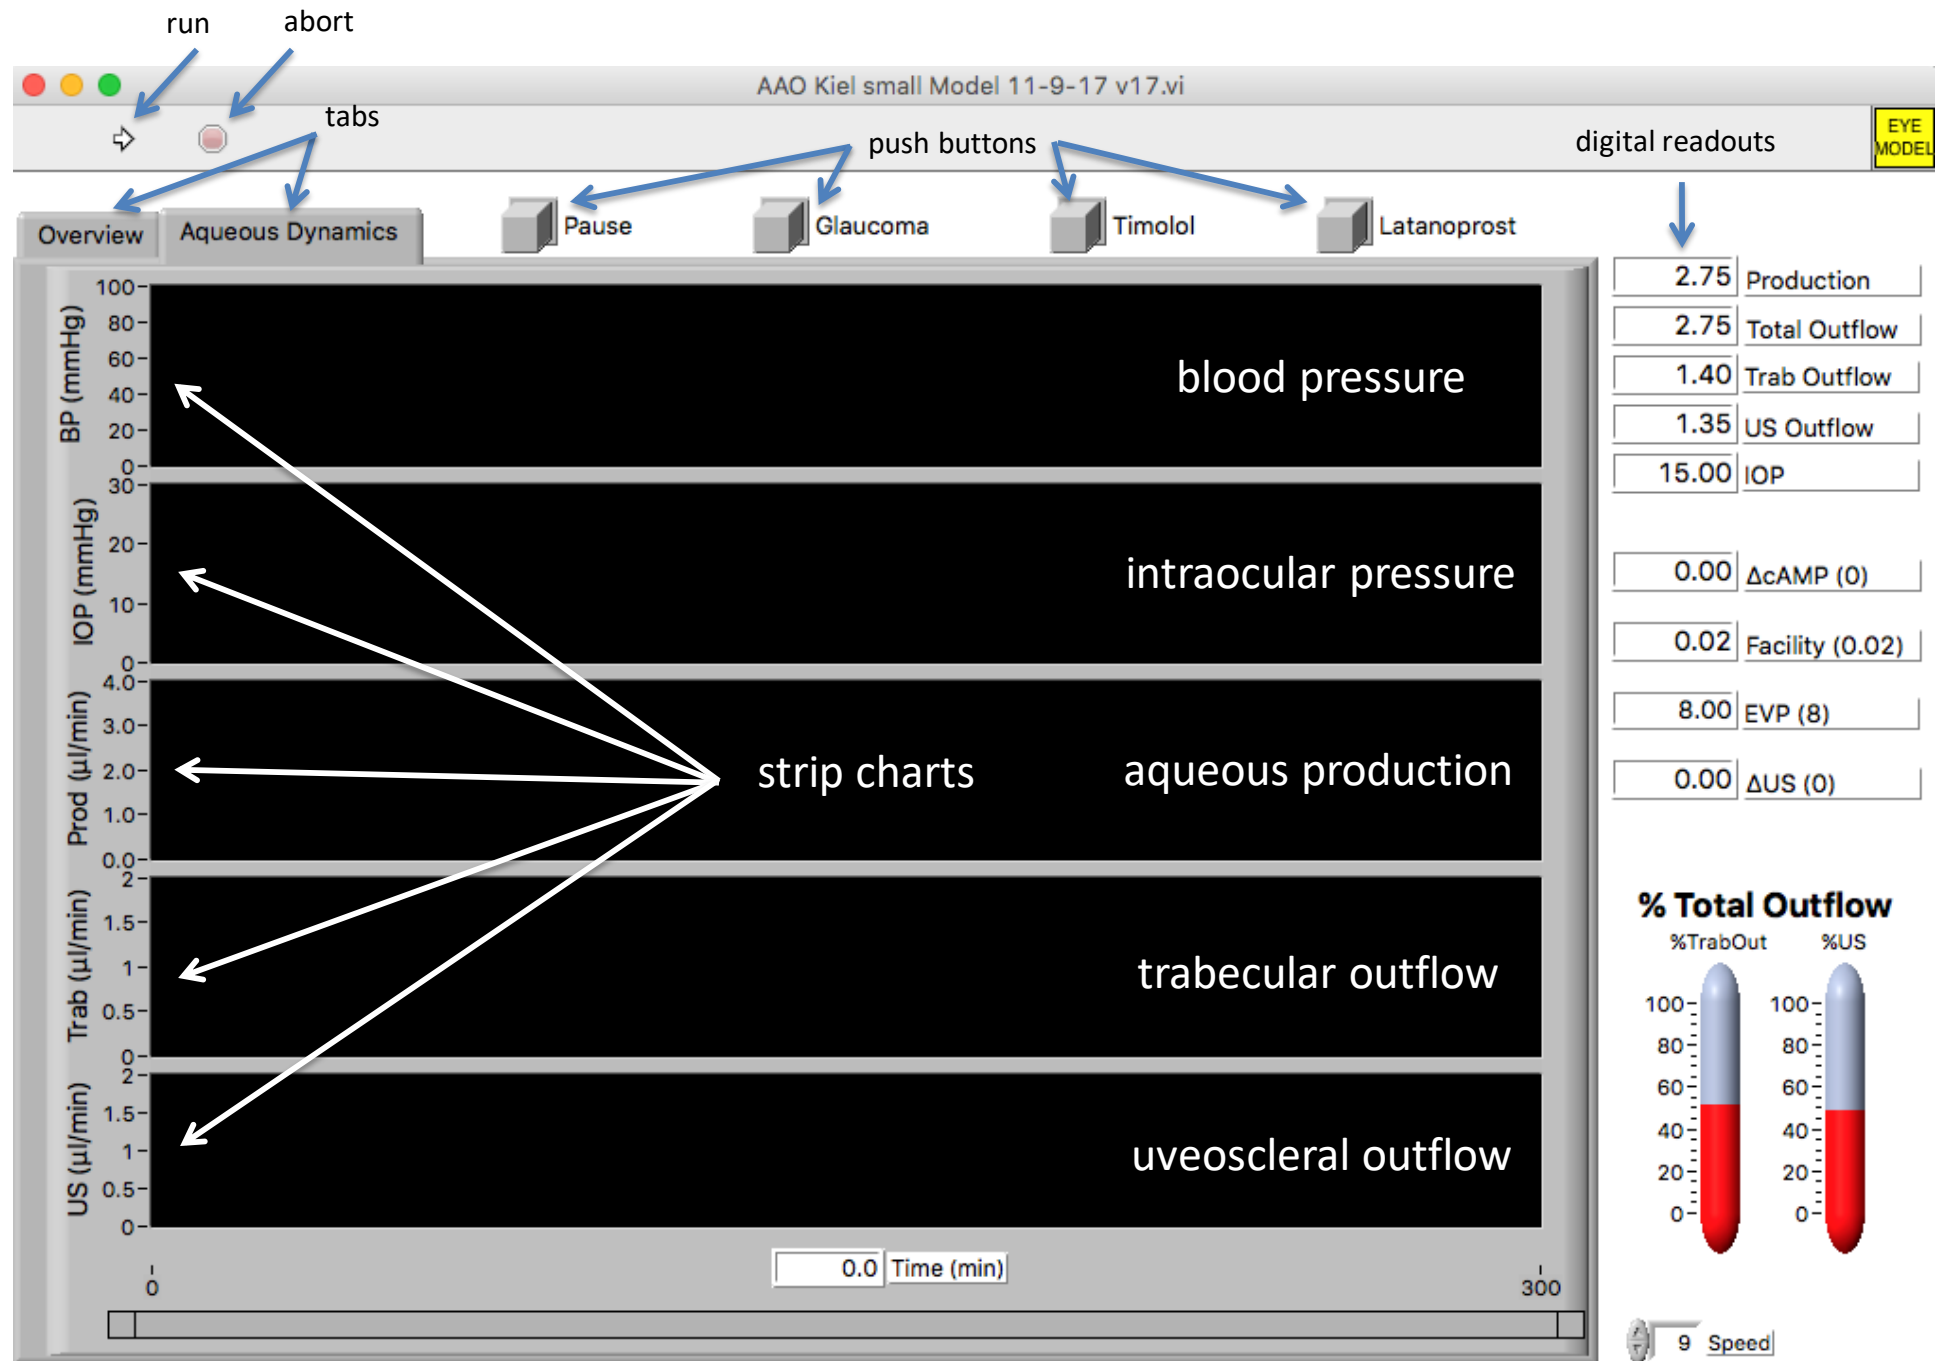 run
abort
AAO Kiel small Model 11-9-17 v17.vi
tabs
push buttons
digital readouts
EYE
MODEL
Overview
Aqueous Dynamics
Pause
Glaucoma
Timolol
Latanoprost
BP (mmHg)
100
80
60
40
20
0
blood pressure
IOP (mmHg)
30
20
10
0
intraocular pressure
Prod (µl/min)
4.0
3.0
2.0
1.0
0.0
strip charts
aqueous production
Trab (µl/min)
2
1.5
1
0.5
0
trabecular outflow
US (µl/min)
2
1.5
1
0.5
0
uveoscleral outflow
0.0 Time (min)
0
300
2.75 Production
2.75 Total Outflow
1.40 Trab Outflow
1.35 US Outflow
15.00 IOP
0.00 ΔcAMP (0)
0.02 Facility (0.02)
8.00 EVP (8)
0.00 ΔUS (0)
% Total Outflow
%TrabOut
%US
100
80
60
40
20
0
100
80
60
40
20
0
9 Speed